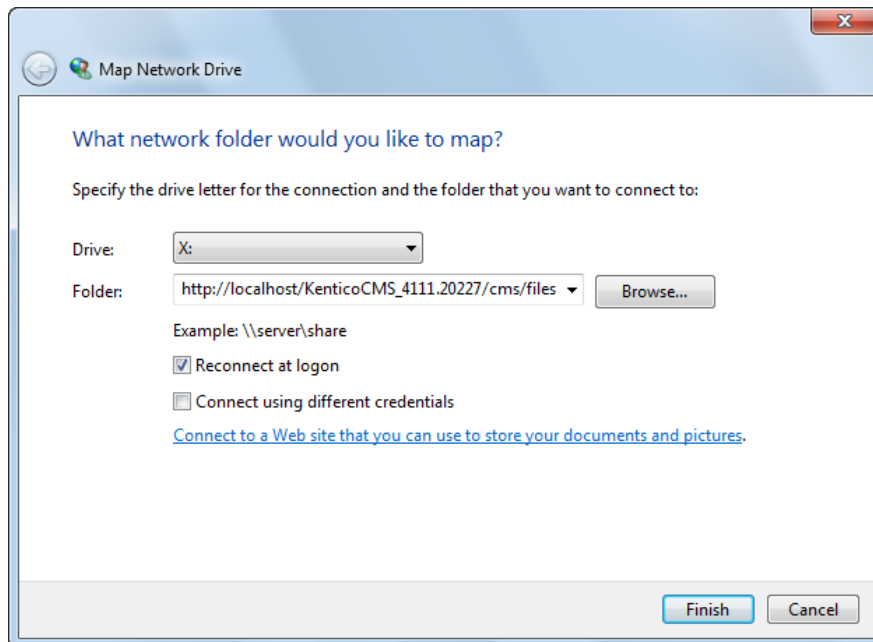 Map Network Drive
What network folder would you like to map?
Specify the drive letter for the connection and the folder that you want to connect to:
Drive: X:
Folder: http://localhost/KenticoCMS_4111.20227/cms/files Browse...
Example: \\server\share
Reconnect at logon
Connect using different credentials
Connect to a Web site that you can use to store your documents and pictures.
Finish Cancel